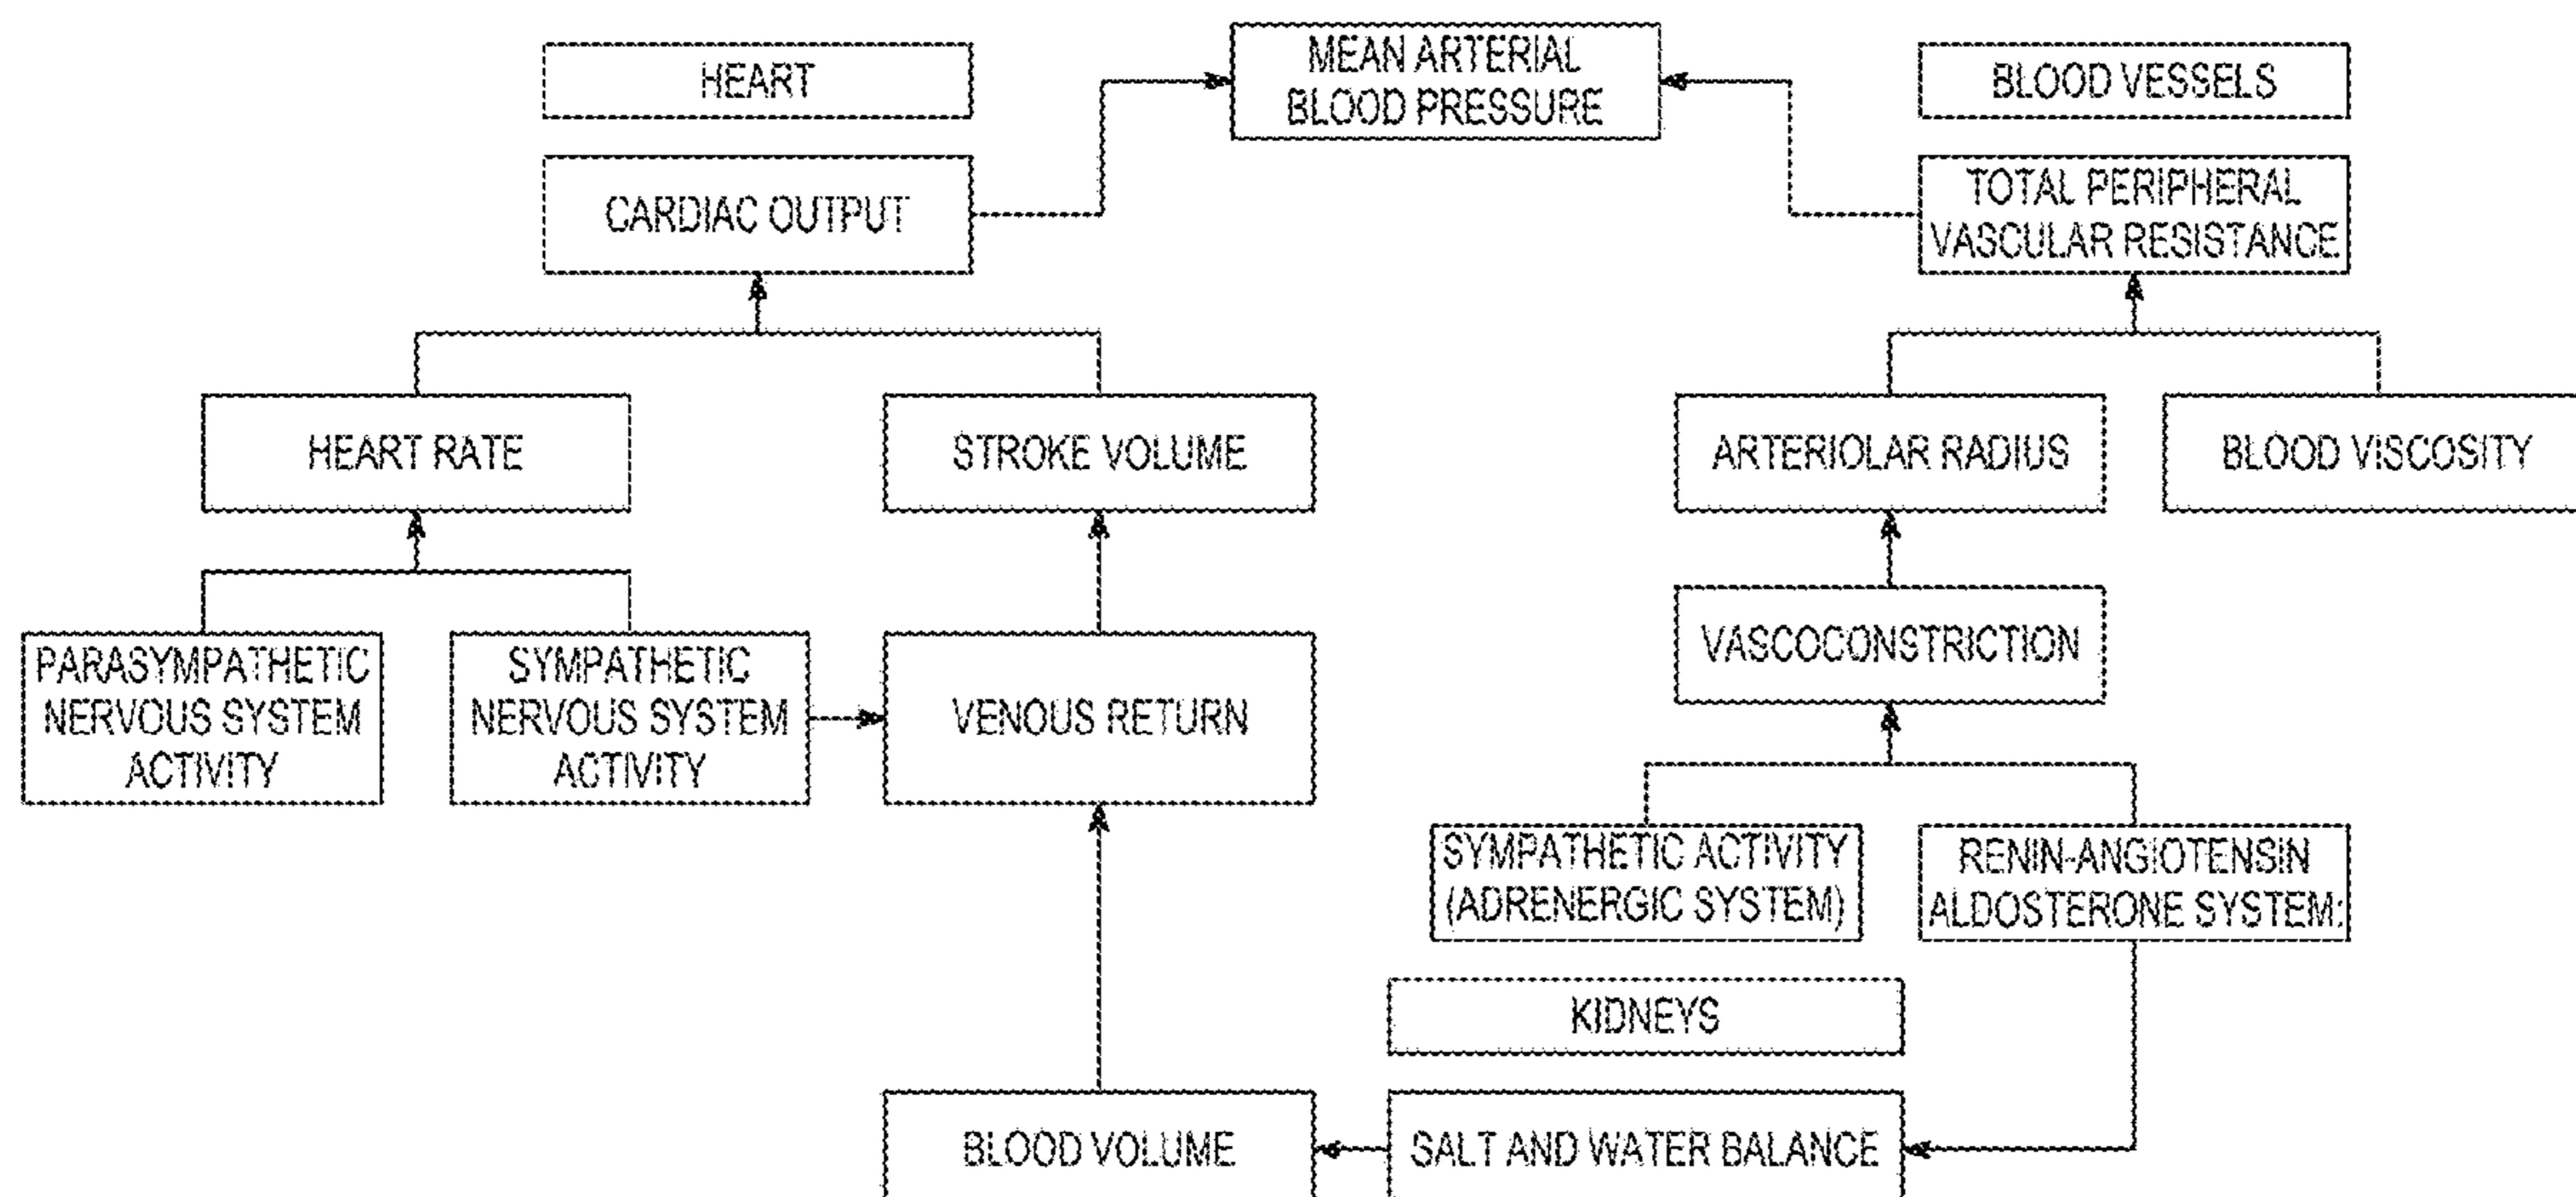 HEART
MEAN ARTERIAL
BLOOD PRESSURE
BLOOD VESSELS
CARDIAC OUTPUT
TOTAL PERIPHERAL
VASCULAR RESISTANCE
HEART RATE
STROKE VOLUME
ARTERIOLAR RADIUS
BLOOD VISCOSITY
PARASYMPATHETIC
NERVOUS SYSTEM
ACTIVITY
SYMPATHETIC
NERVOUS SYSTEM
ACTIVITY
VENOUS RETURN
VASCOCONSTRICTION
SYMPATHETIC ACTIVITY
(ADRENERGIC SYSTEM)
RENIN-ANGIOTENSIN
ALDOSTERONE SYSTEM:
KIDNEYS
BLOOD VOLUME
SALT AND WATER BALANCE